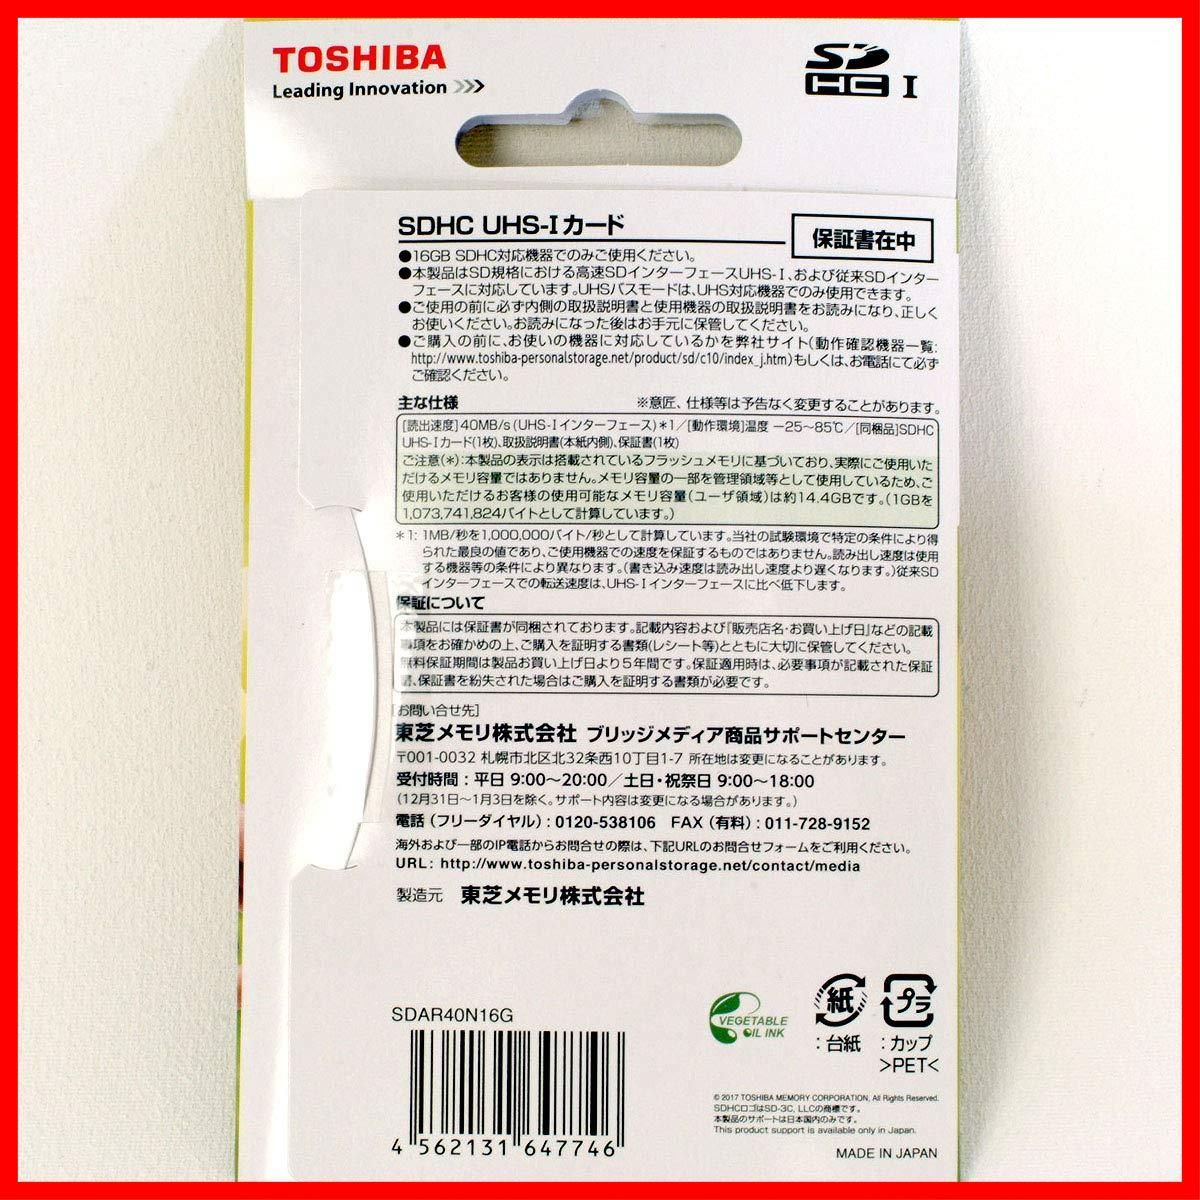 TOSHIBA
Leading Innovation >>>
SD
HC I
SDHC UHS-Iカード
保証書在中
●16GB SDHC対応機器でのみご使用ください。
●本製品はSD規格における高速SDインターフェースUHS-I、および従来SDインター
フェースに対応しています。UHSバスモードは、UHS対応機器でのみ使用できます。
●ご使用の前に必ず内側の取扱説明書と使用機器の取扱説明書をお読みになり、正しく
お使いください。お読みになった後はお手元に保管してください。
●ご購入の前に、お使いの機器に対応しているかを弊社サイト(動作確認機器一覧:
http://www.toshiba-personalstorage.net/product/sd/c10/index_j.htm)もしくは、お電話にて必ず
ご確認ください。
主な仕様
※意匠、仕様等は予告なく変更することがあります。
[読出速度]40MB/s(UHS-Iインターフェース)*1/[動作環境]温度 −25〜85℃/[同梱品]SDHC
UHS-Iカード(1枚)、取扱説明書(本紙内側)、保証書(1枚)
ご注意(*):本製品の表示は搭載されているフラッシュメモリに基づいており、実際にご使用いた
だけるメモリ容量ではありません。メモリ容量の一部を管理領域等として使用しているため、ご
使用いただけるお客様の使用可能なメモリ容量(ユーザ領域)は約14.4GBです。(1GBを
1,073,741,824バイトとして計算しています。)
*1: 1MB/秒を1,000,000バイト/秒として計算しています。当社の試験環境で特定の条件により得
られた最良の値であり、ご使用機器での速度を保証するものではありません。読み出し速度は使用
する機器等の条件により異なります。(書き込み速度は読み出し速度より遅くなります。)従来SD
インターフェースでの転送速度は、UHS-Iインターフェースに比べ低下します。
保証について
本製品には保証書が同梱されております。記載内容および『販売店名・お買い上げ日』などの記載
事項をお確かめの上、ご購入を証明する書類(レシート等)とともに大切に保管してください。
無料保証期間は製品お買い上げ日より5年間です。保証適用時は、必要事項が記載された保証
書、保証書を紛失された場合はご購入を証明する書類が必要です。
[お問い合せ先]
東芝メモリ株式会社 ブリッジメディア商品サポートセンター
〒001-0032 札幌市北区北32条西10丁目1-7 所在地は変更になることがあります。
受付時間:平日 9:00〜20:00/土日・祝祭日 9:00〜18:00
(12月31日〜1月3日を除く。サポート内容は変更になる場合があります。)
電話(フリーダイヤル):0120-538106 FAX(有料):011-728-9152
海外および一部のIP電話からお問合せの際は、下記URLのお問合せフォームをご利用ください。
URL: http://www.toshiba-personalstorage.net/contact/media
製造元 東芝メモリ株式会社
SDAR40N16G
4 562131 647746
VEGETABLE
OIL INK
紙
:台紙
プラ
:カップ
>PET<
© 2017 TOSHIBA MEMORY CORPORATION, All Rights Reserved.
SDHCロゴはSD-3C, LLCの商標です。
本製品のサポートは日本国内のみです。
This product support is available only in Japan.
MADE IN JAPAN